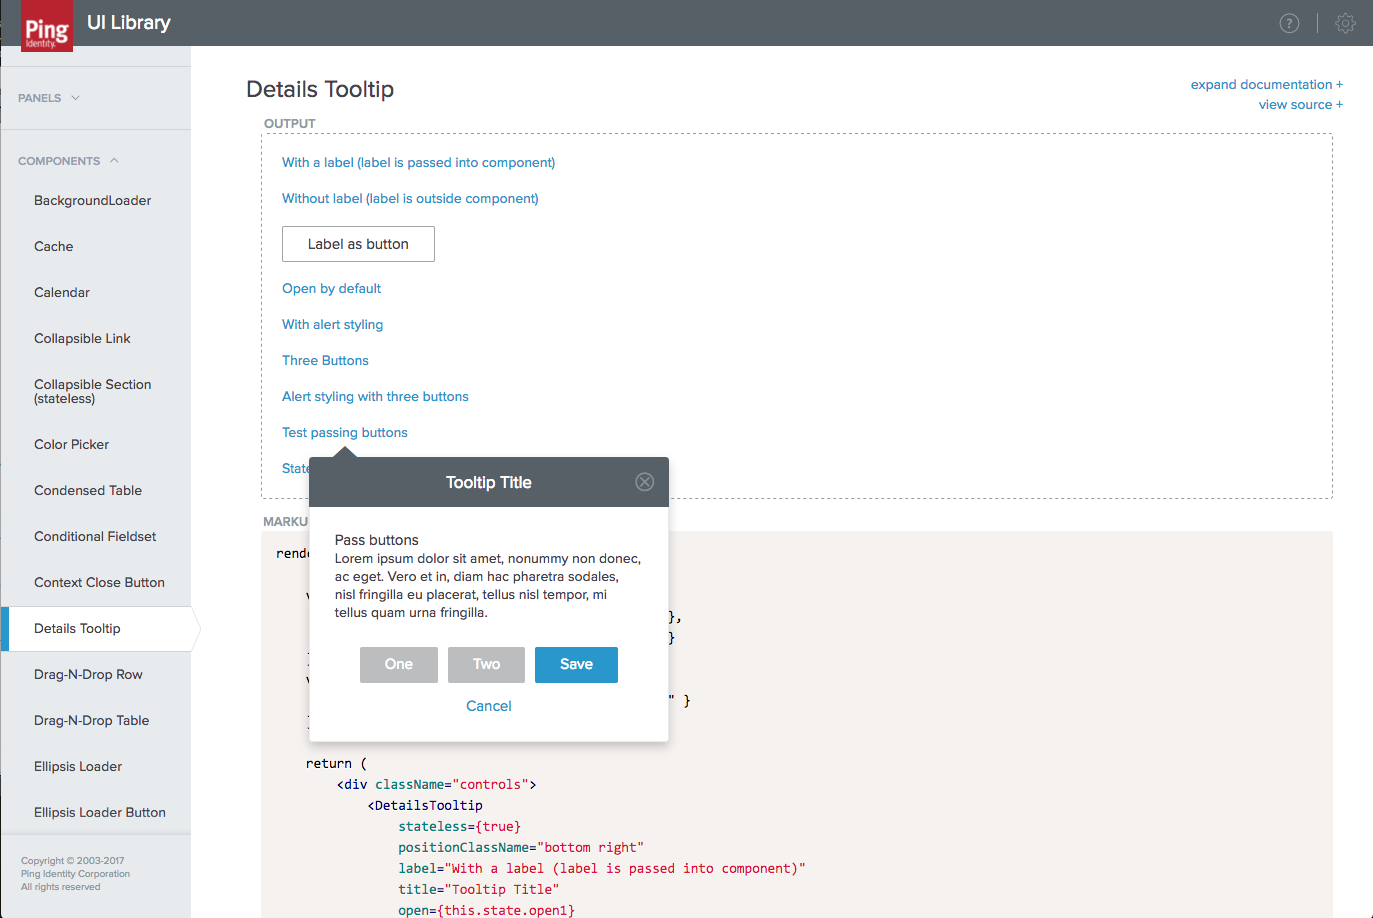 Ping
Identity.
UI Library
?
PANELS
COMPONENTS
BackgroundLoader
Cache
Calendar
Collapsible Link
Collapsible Section
(stateless)
Color Picker
Condensed Table
Conditional Fieldset
Context Close Button
Details Tooltip
Drag-N-Drop Row
Drag-N-Drop Table
Ellipsis Loader
Ellipsis Loader Button
Copyright © 2003-2017
Ping Identity Corporation
All rights reserved
Details Tooltip
expand documentation +
view source +
OUTPUT
With a label (label is passed into component)
Without label (label is outside component)
Label as button
Open by default
With alert styling
Three Buttons
Alert styling with three buttons
Test passing buttons
State
Tooltip Title
Pass buttons
Lorem ipsum dolor sit amet, nonummy non donec,
ac eget. Vero et in, diam hac pharetra sodales,
nisl fringilla eu placerat, tellus nisl tempor, mi
tellus quam urna fringilla.
One Two Save
Cancel
MARKU
rende
},
}
" }
return (
<div className="controls">
<DetailsTooltip
stateless={true}
positionClassName="bottom right"
label="With a label (label is passed into component)"
title="Tooltip Title"
open={this.state.open1}